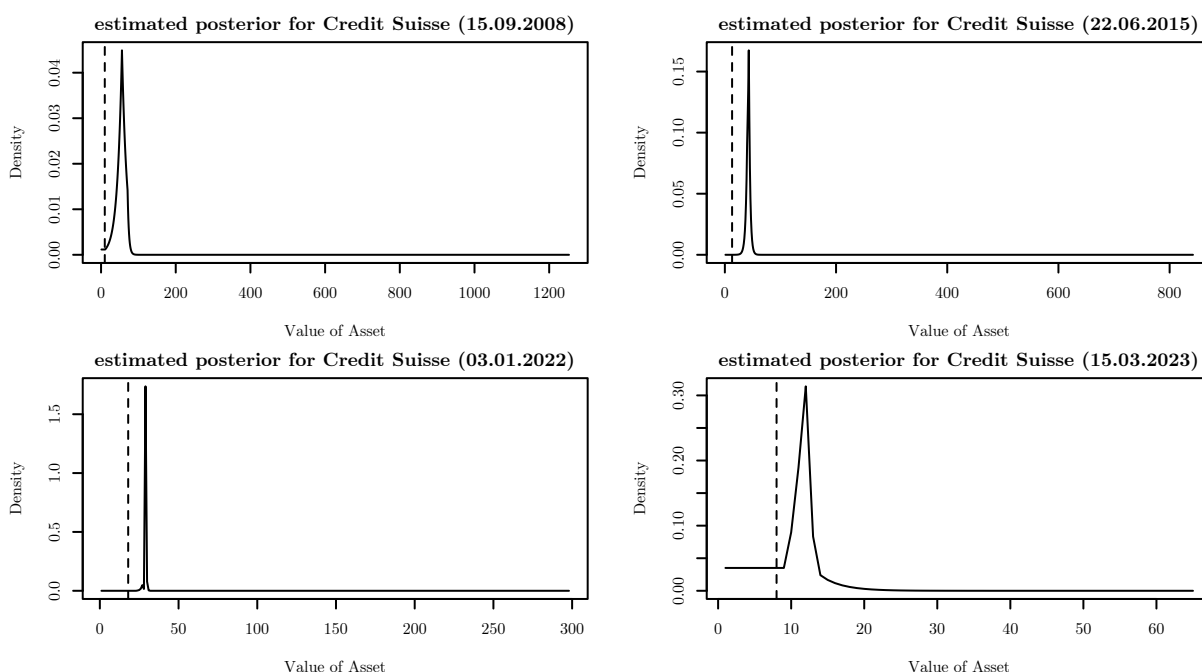 estimated posterior for Credit Suisse (15.09.2008)
Density
0.00 0.01 0.02 0.03 0.04
0 200 400 600 800 1000 1200
Value of Asset
estimated posterior for Credit Suisse (22.06.2015)
Density
0.00 0.05 0.10 0.15
0 200 400 600 800
Value of Asset
estimated posterior for Credit Suisse (03.01.2022)
Density
0.0 0.5 1.0 1.5
0 50 100 150 200 250 300
Value of Asset
estimated posterior for Credit Suisse (15.03.2023)
Density
0.00 0.10 0.20 0.30
0 10 20 30 40 50 60
Value of Asset